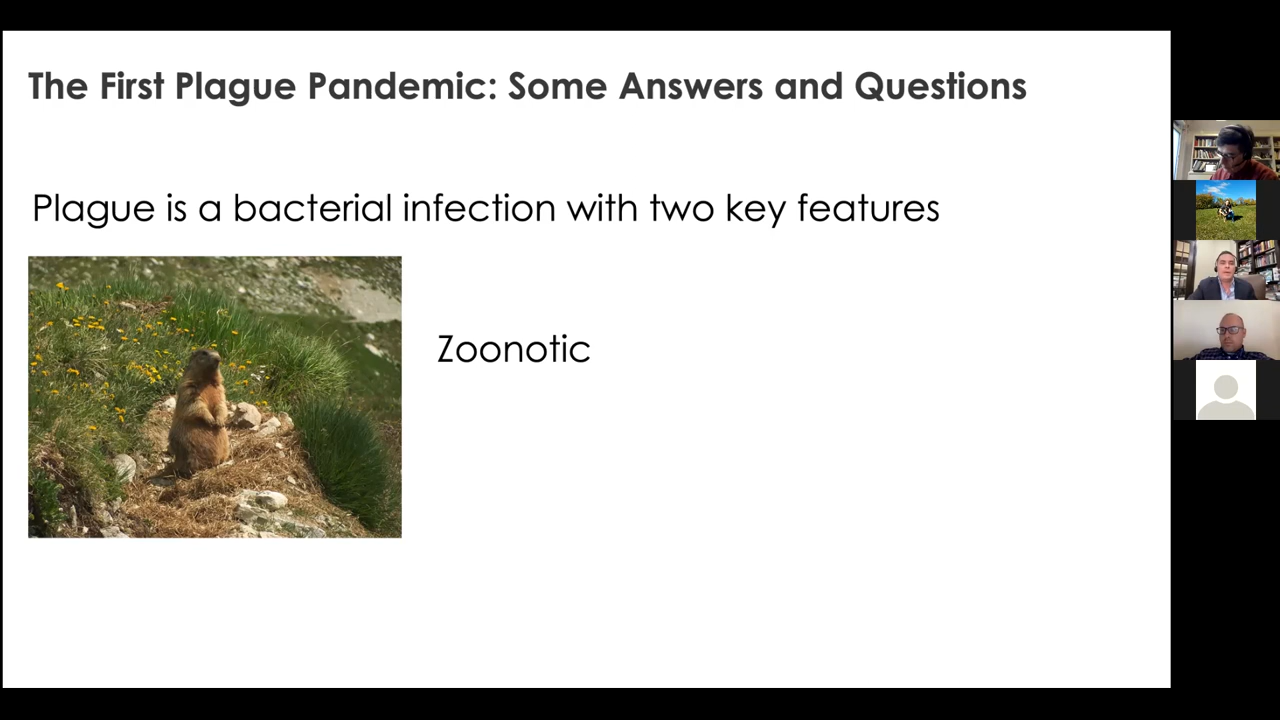 The First Plague Pandemic: Some Answers and Questions
Plague is a bacterial infection with two key features
Zoonotic